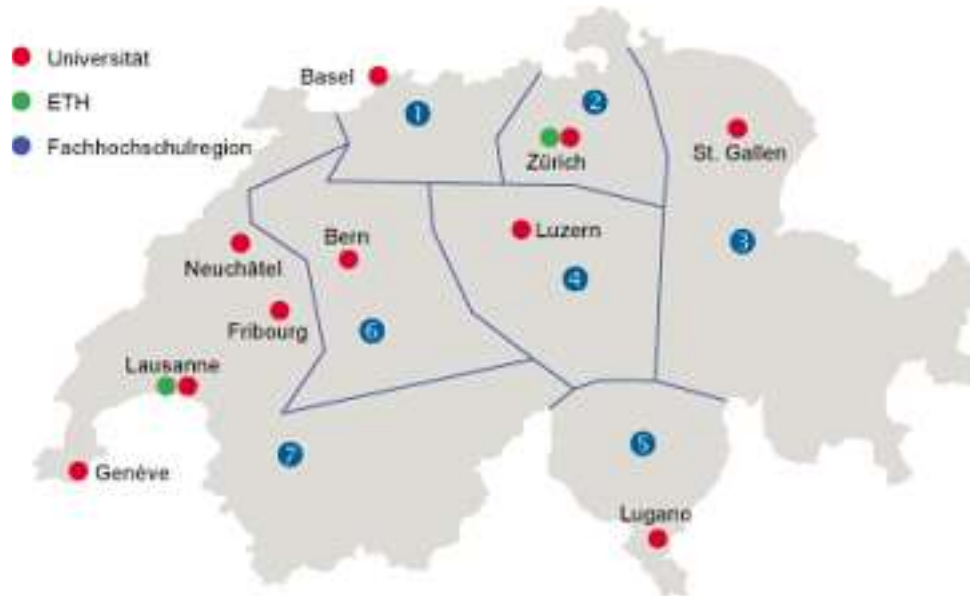 Universität
ETH
Fachhochschulregion
Basel
1
2
Zürich
St. Gallen
3
Neuchâtel
Bern
Luzern
4
Fribourg
6
Lausanne
7
5
Genève
Lugano